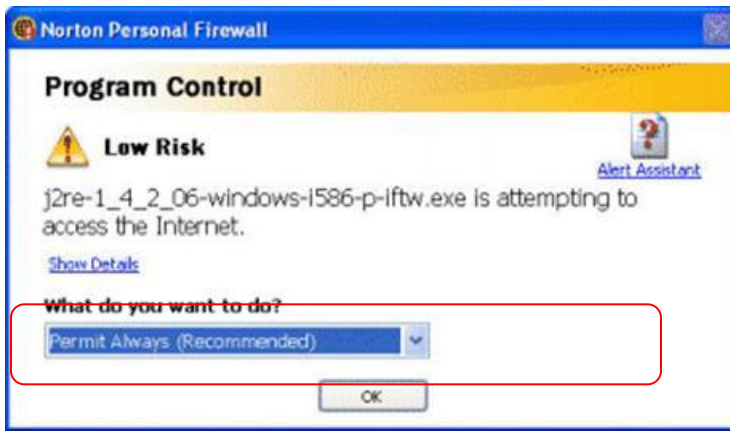 Norton Personal Firewall
Program Control
Low Risk
Alert Assistant
j2re-1_4_2_06-windows-i586-p-iftw.exe is attempting to
access the Internet.
Show Details
What do you want to do?
Permit Always (Recommended)
OK